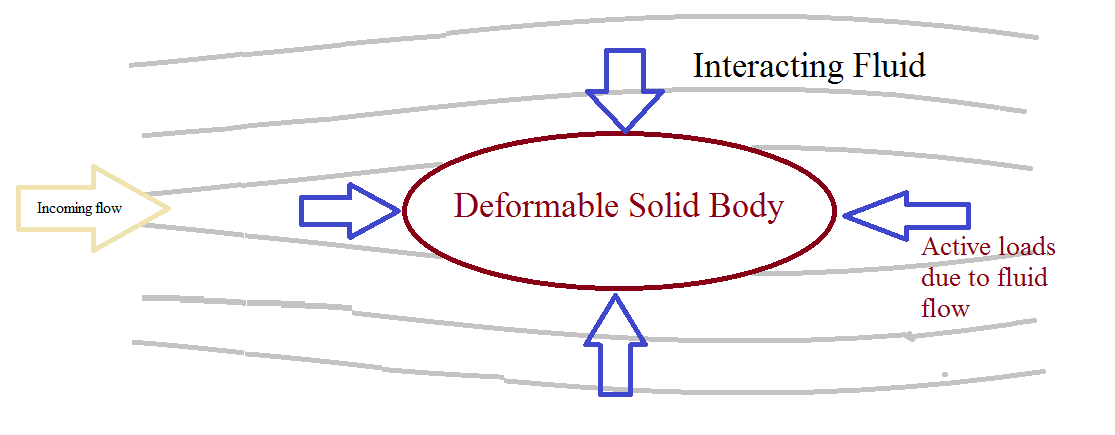 Interacting Fluid
Incoming flow
Deformable Solid Body
Active loads
due to fluid
flow